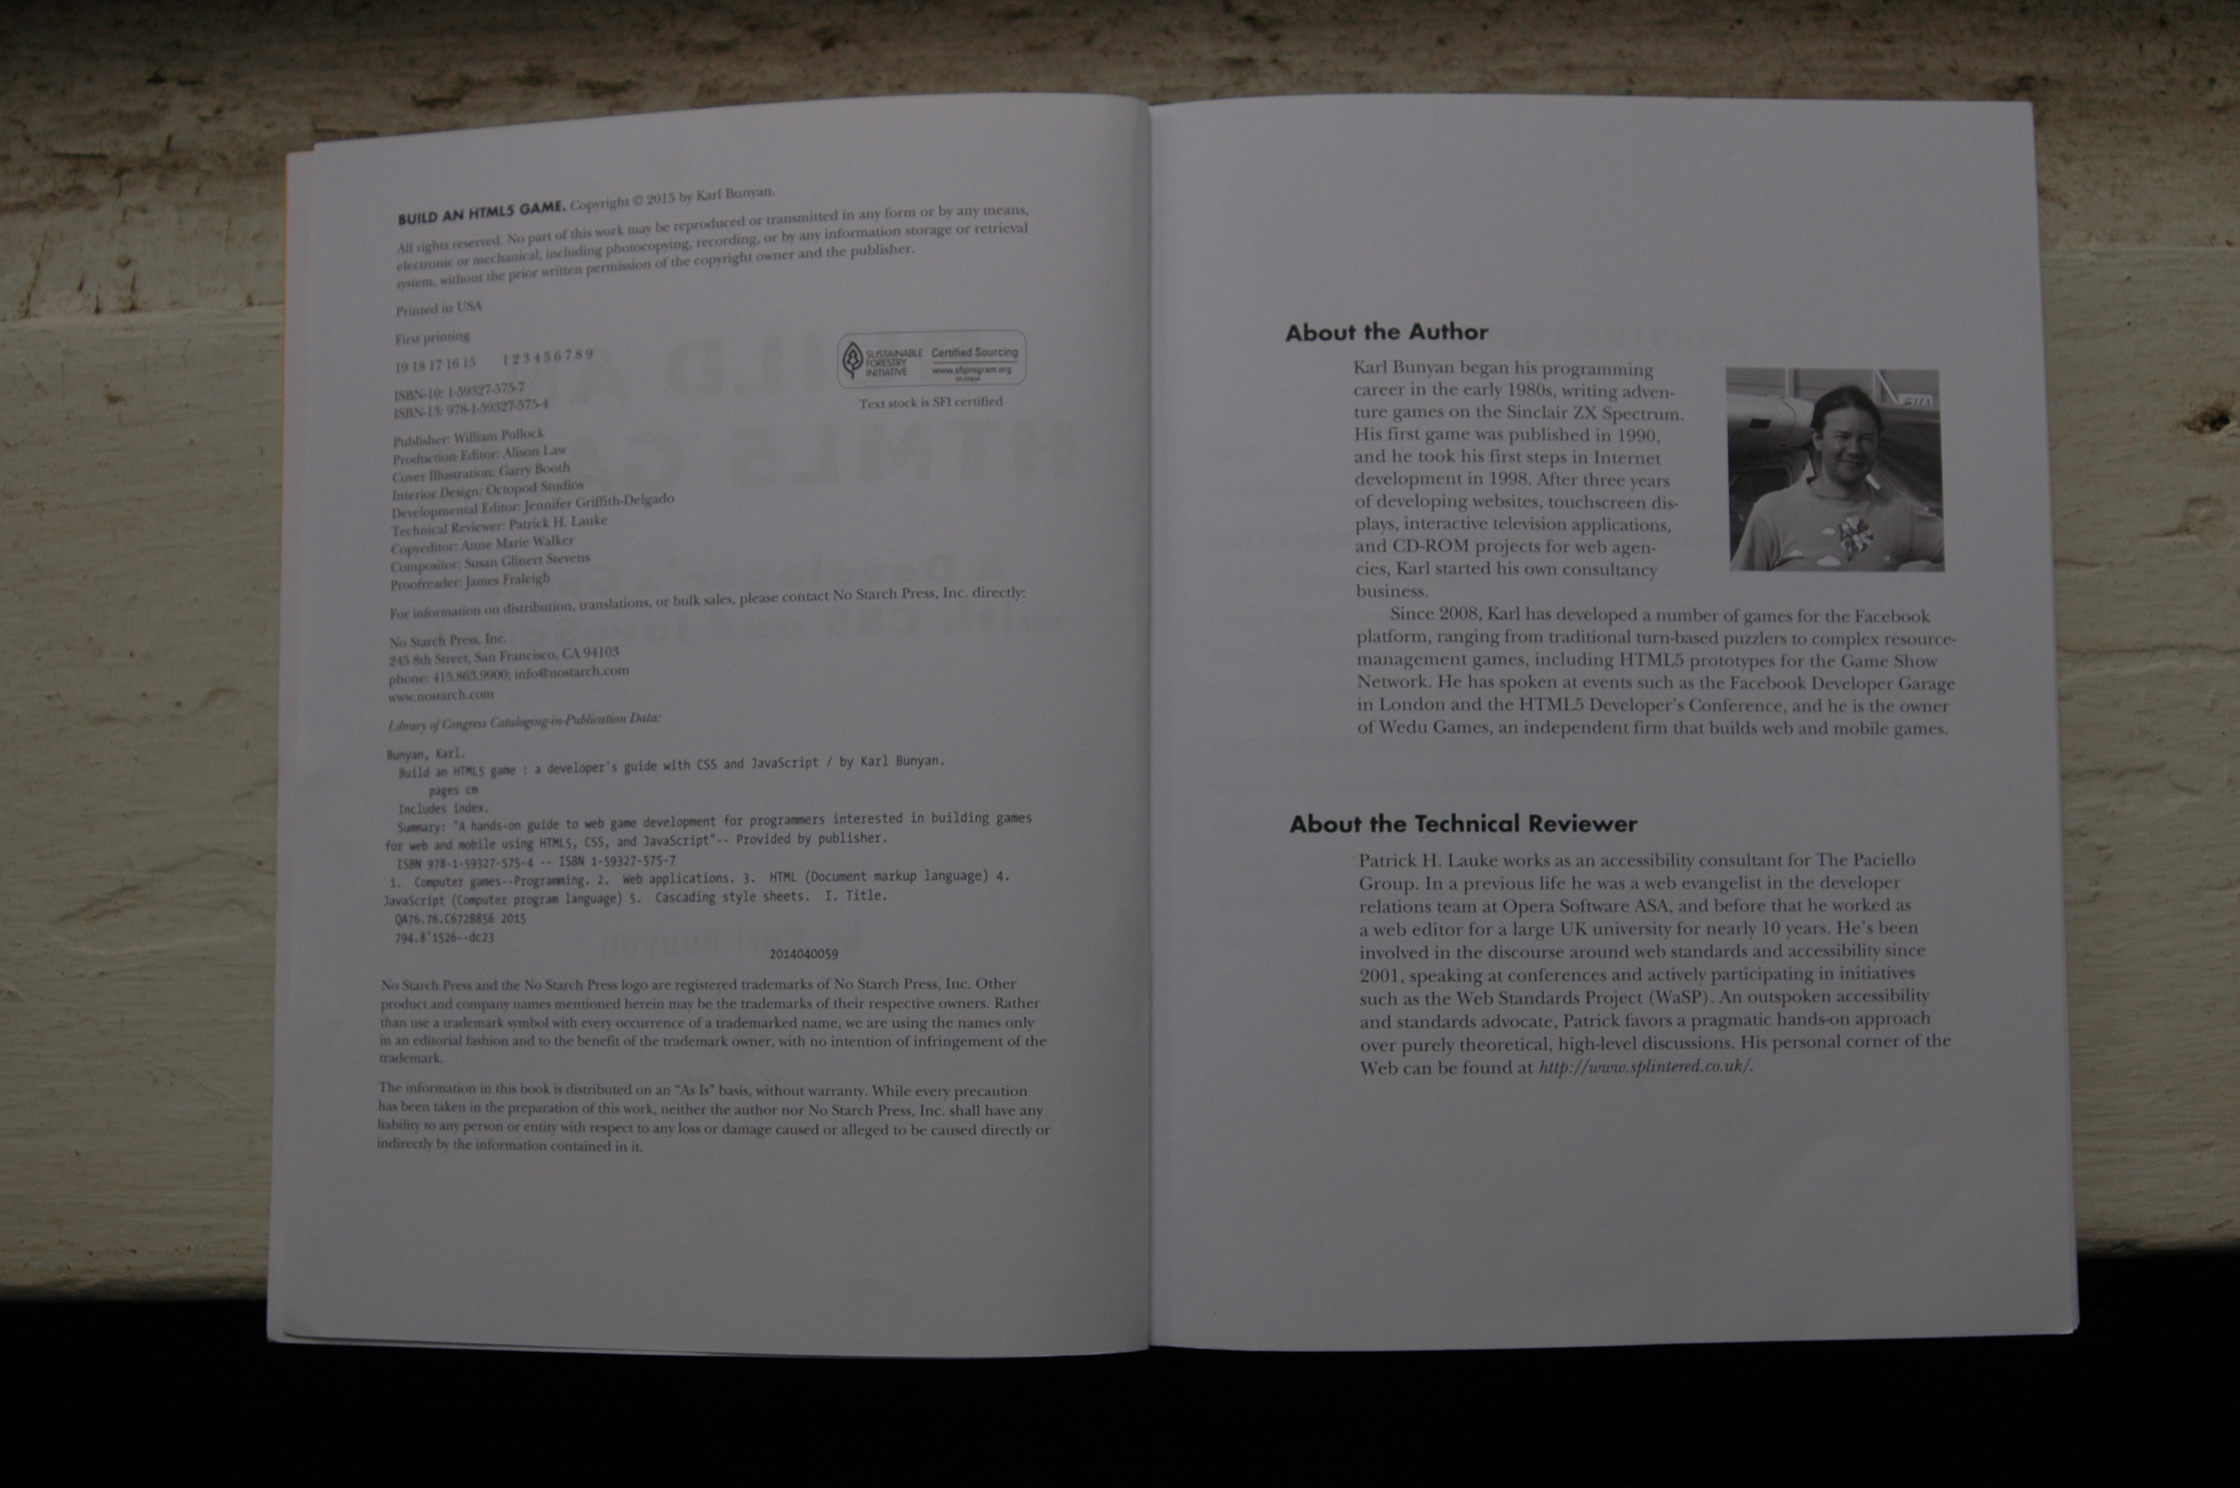 BUILD AN HTML5 GAME. Copyright © 2015 by Karl Bunyan.
All rights reserved. No part of this work may be reproduced or transmitted in any form or by any means,
electronic or mechanical, including photocopying, recording, or by any information storage or retrieval
system, without the prior written permission of the copyright owner and the publisher.
Printed in USA
First printing
19 18 17 16 15 1 2 3 4 5 6 7 8 9
ISBN-10: 1-59327-575-7
ISBN-13: 978-1-59327-575-4
SUSTAINABLE FORESTRY INITIATIVE
Certified Sourcing
www.sfiprogram.org
Text stock is SFI certified
Publisher: William Pollock
Production Editor: Alison Law
Cover Illustration: Garry Booth
Interior Design: Octopod Studios
Developmental Editor: Jennifer Griffith-Delgado
Technical Reviewer: Patrick H. Lauke
Copyeditor: Anne Marie Walker
Compositor: Susan Glinert Stevens
Proofreader: James Fraleigh
For information on distribution, translations, or bulk sales, please contact No Starch Press, Inc. directly:
No Starch Press, Inc.
245 8th Street, San Francisco, CA 94103
phone: 415.863.9900; info@nostarch.com
www.nostarch.com
Library of Congress Cataloging-in-Publication Data:
Bunyan, Karl.
Build an HTML5 game : a developer's guide with CSS and JavaScript / by Karl Bunyan.
pages cm
Includes index.
Summary: "A hands-on guide to web game development for programmers interested in building games
for web and mobile using HTML5, CSS, and JavaScript"-- Provided by publisher.
ISBN 978-1-59327-575-4 -- ISBN 1-59327-575-7
1. Computer games--Programming. 2. Web applications. 3. HTML (Document markup language) 4.
JavaScript (Computer program language) 5. Cascading style sheets. I. Title.
QA76.76.C672B856 2015
794.8'1526--dc23
2014040059
No Starch Press and the No Starch Press logo are registered trademarks of No Starch Press, Inc. Other
product and company names mentioned herein may be the trademarks of their respective owners. Rather
than use a trademark symbol with every occurrence of a trademarked name, we are using the names only
in an editorial fashion and to the benefit of the trademark owner, with no intention of infringement of the
trademark.
The information in this book is distributed on an "As Is" basis, without warranty. While every precaution
has been taken in the preparation of this work, neither the author nor No Starch Press, Inc. shall have any
liability to any person or entity with respect to any loss or damage caused or alleged to be caused directly or
indirectly by the information contained in it.
About the Author
Karl Bunyan began his programming
career in the early 1980s, writing adven-
ture games on the Sinclair ZX Spectrum.
His first game was published in 1990,
and he took his first steps in Internet
development in 1998. After three years
of developing websites, touchscreen dis-
plays, interactive television applications,
and CD-ROM projects for web agen-
cies, Karl started his own consultancy
business.
Since 2008, Karl has developed a number of games for the Facebook
platform, ranging from traditional turn-based puzzlers to complex resource-
management games, including HTML5 prototypes for the Game Show
Network. He has spoken at events such as the Facebook Developer Garage
in London and the HTML5 Developer's Conference, and he is the owner
of Wedu Games, an independent firm that builds web and mobile games.
About the Technical Reviewer
Patrick H. Lauke works as an accessibility consultant for The Paciello
Group. In a previous life he was a web evangelist in the developer
relations team at Opera Software ASA, and before that he worked as
a web editor for a large UK university for nearly 10 years. He's been
involved in the discourse around web standards and accessibility since
2001, speaking at conferences and actively participating in initiatives
such as the Web Standards Project (WaSP). An outspoken accessibility
and standards advocate, Patrick favors a pragmatic hands-on approach
over purely theoretical, high-level discussions. His personal corner of the
Web can be found at http://www.splintered.co.uk/.